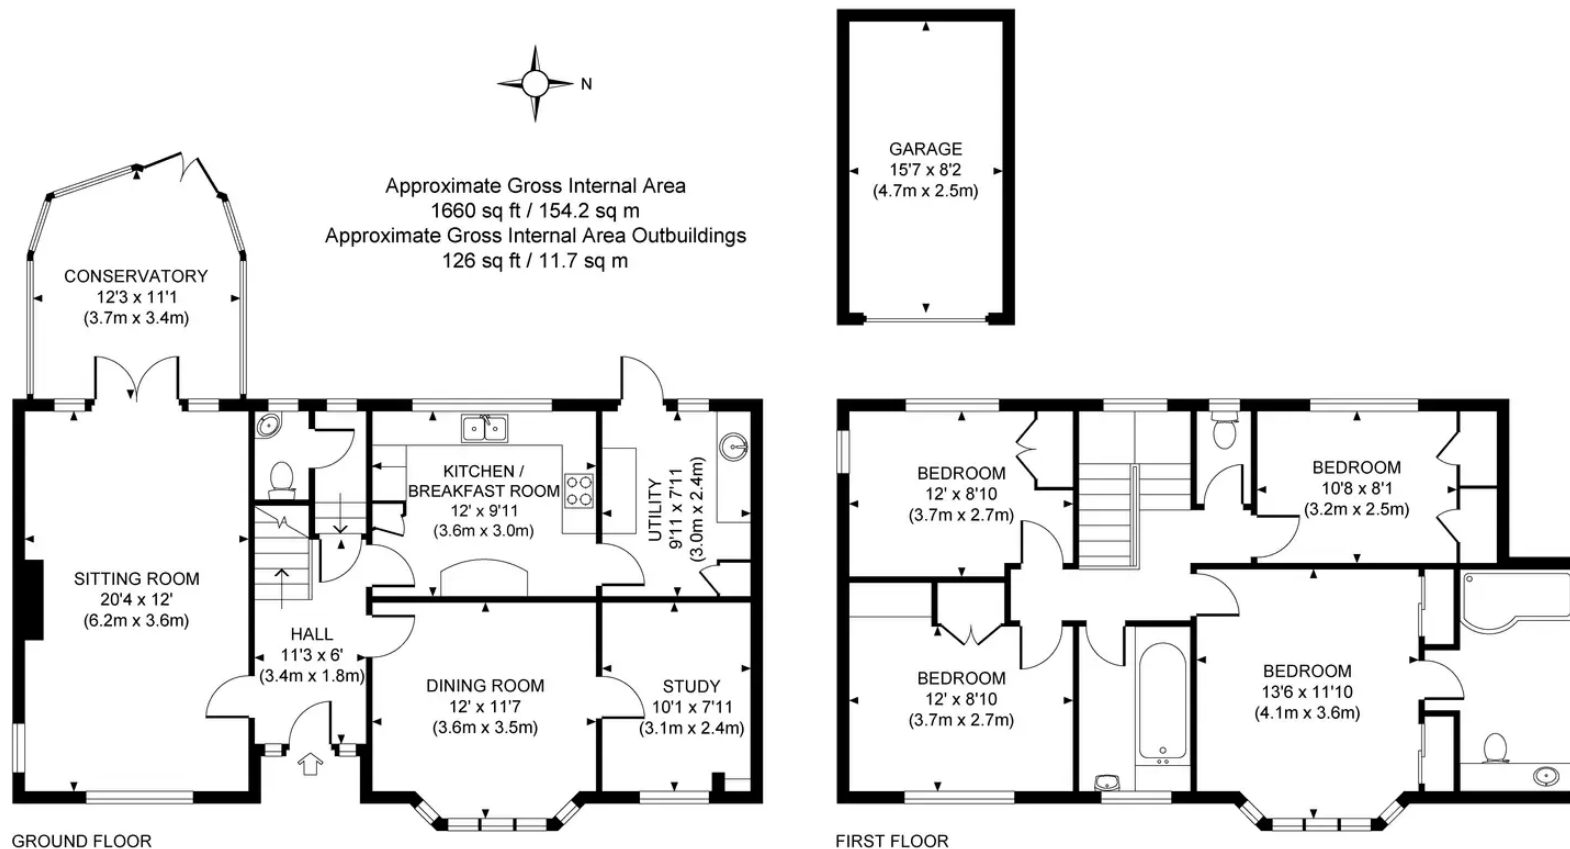 N
Approximate Gross Internal Area
1660 sq ft / 154.2 sq m
Approximate Gross Internal Area Outbuildings
126 sq ft / 11.7 sq m
GARAGE
15'7 x 8'2
(4.7m x 2.5m)
CONSERVATORY
12'3 x 11'1
(3.7m x 3.4m)
SITTING ROOM
20'4 x 12'
(6.2m x 3.6m)
HALL
11'3 x 6'
(3.4m x 1.8m)
KITCHEN /
BREAKFAST ROOM
12' x 9'11
(3.6m x 3.0m)
UTILITY
9'11 x 7'11
(3.0m x 2.4m)
DINING ROOM
12' x 11'7
(3.6m x 3.5m)
STUDY
10'1 x 7'11
(3.1m x 2.4m)
GROUND FLOOR
BEDROOM
12' x 8'10
(3.7m x 2.7m)
BEDROOM
10'8 x 8'1
(3.2m x 2.5m)
BEDROOM
12' x 8'10
(3.7m x 2.7m)
BEDROOM
13'6 x 11'10
(4.1m x 3.6m)
FIRST FLOOR